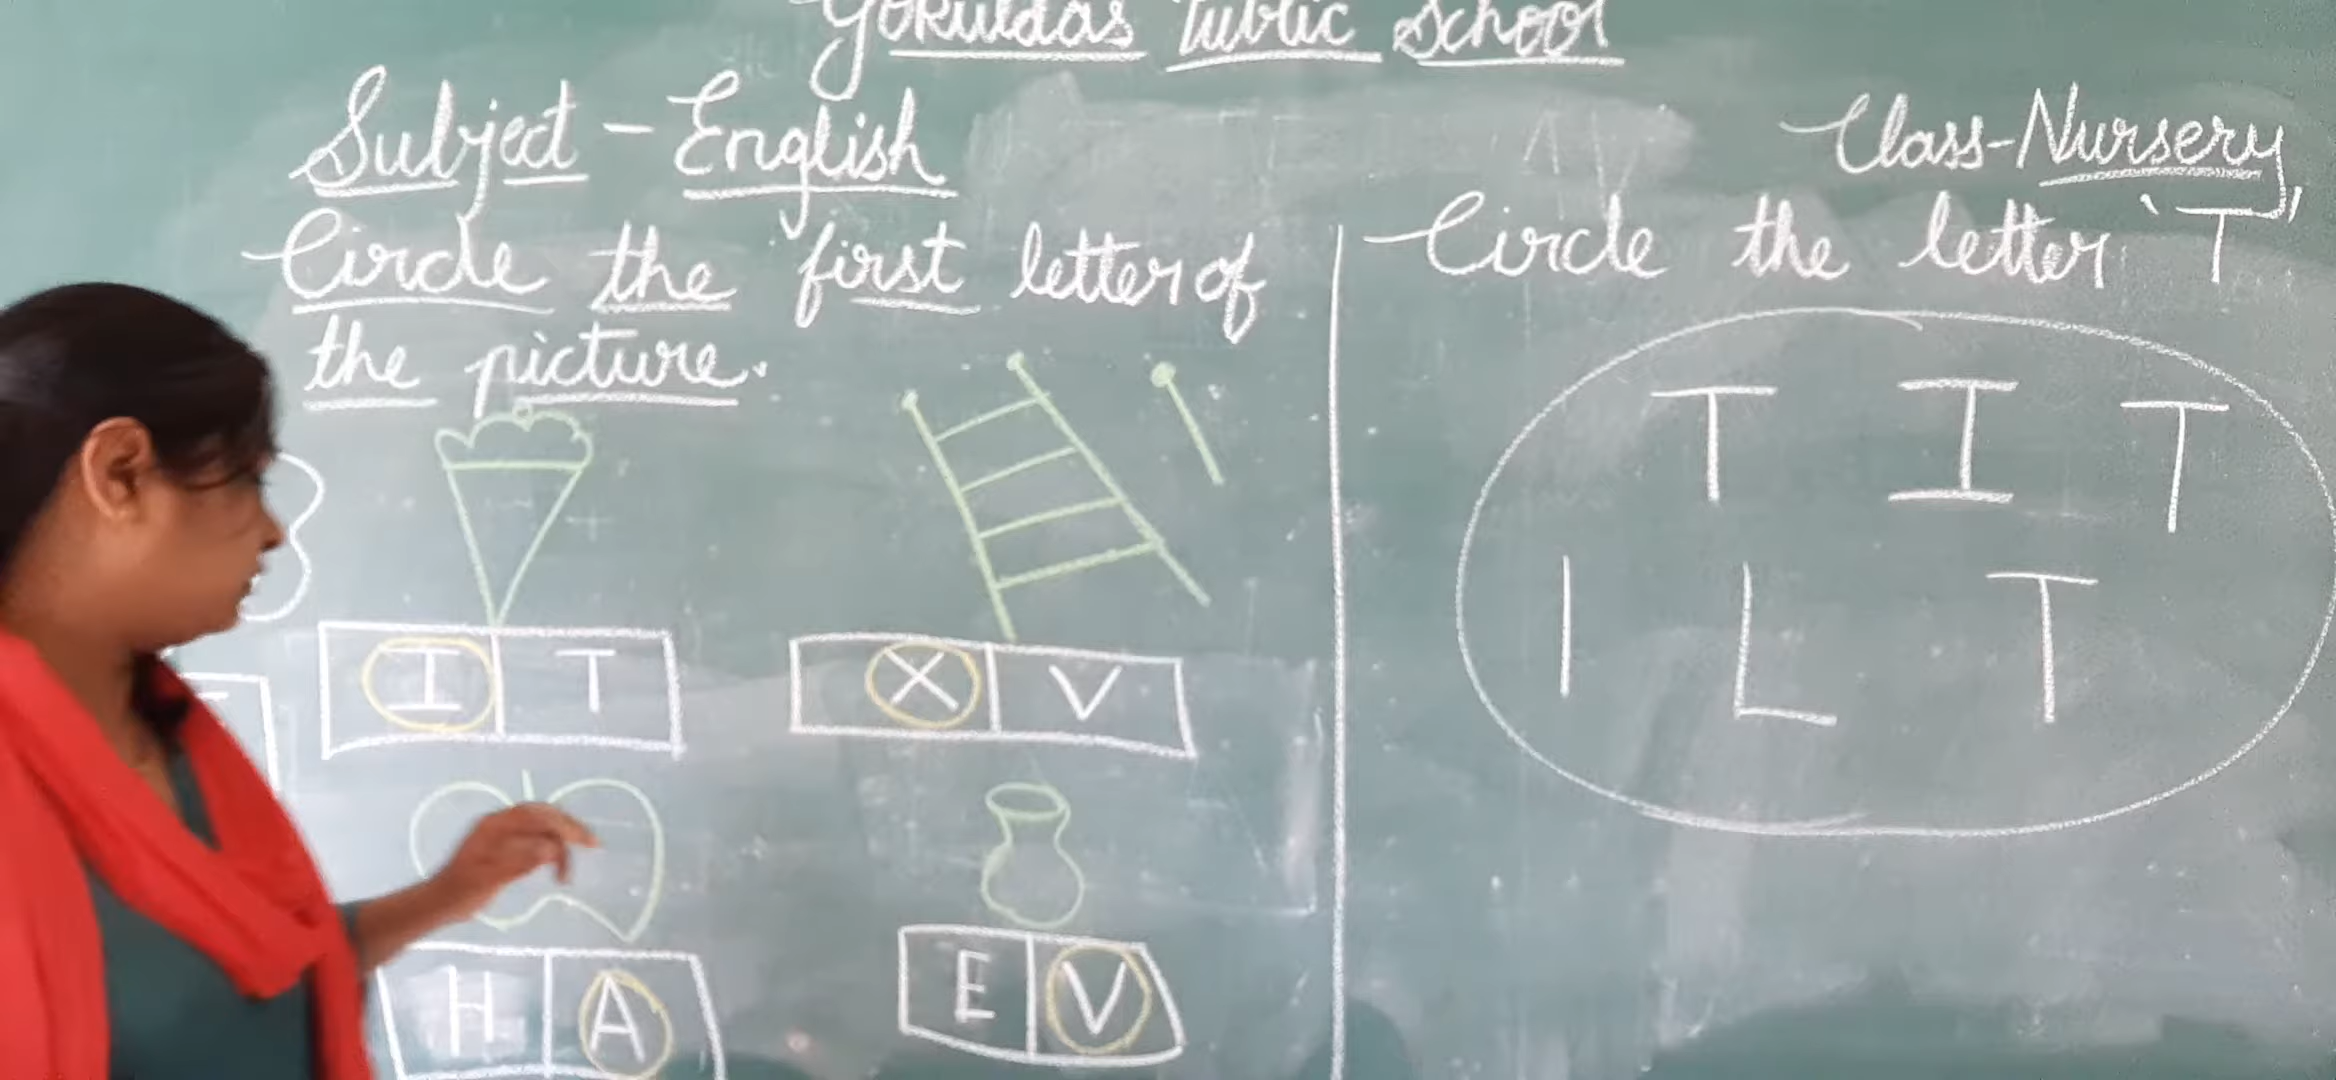 Gokuldas Public School
Subject - English
Class - Nursery
Circle the first letter of
the picture.
Circle the letter 'T'
T I T
I L T
I T
X V
H A
E V